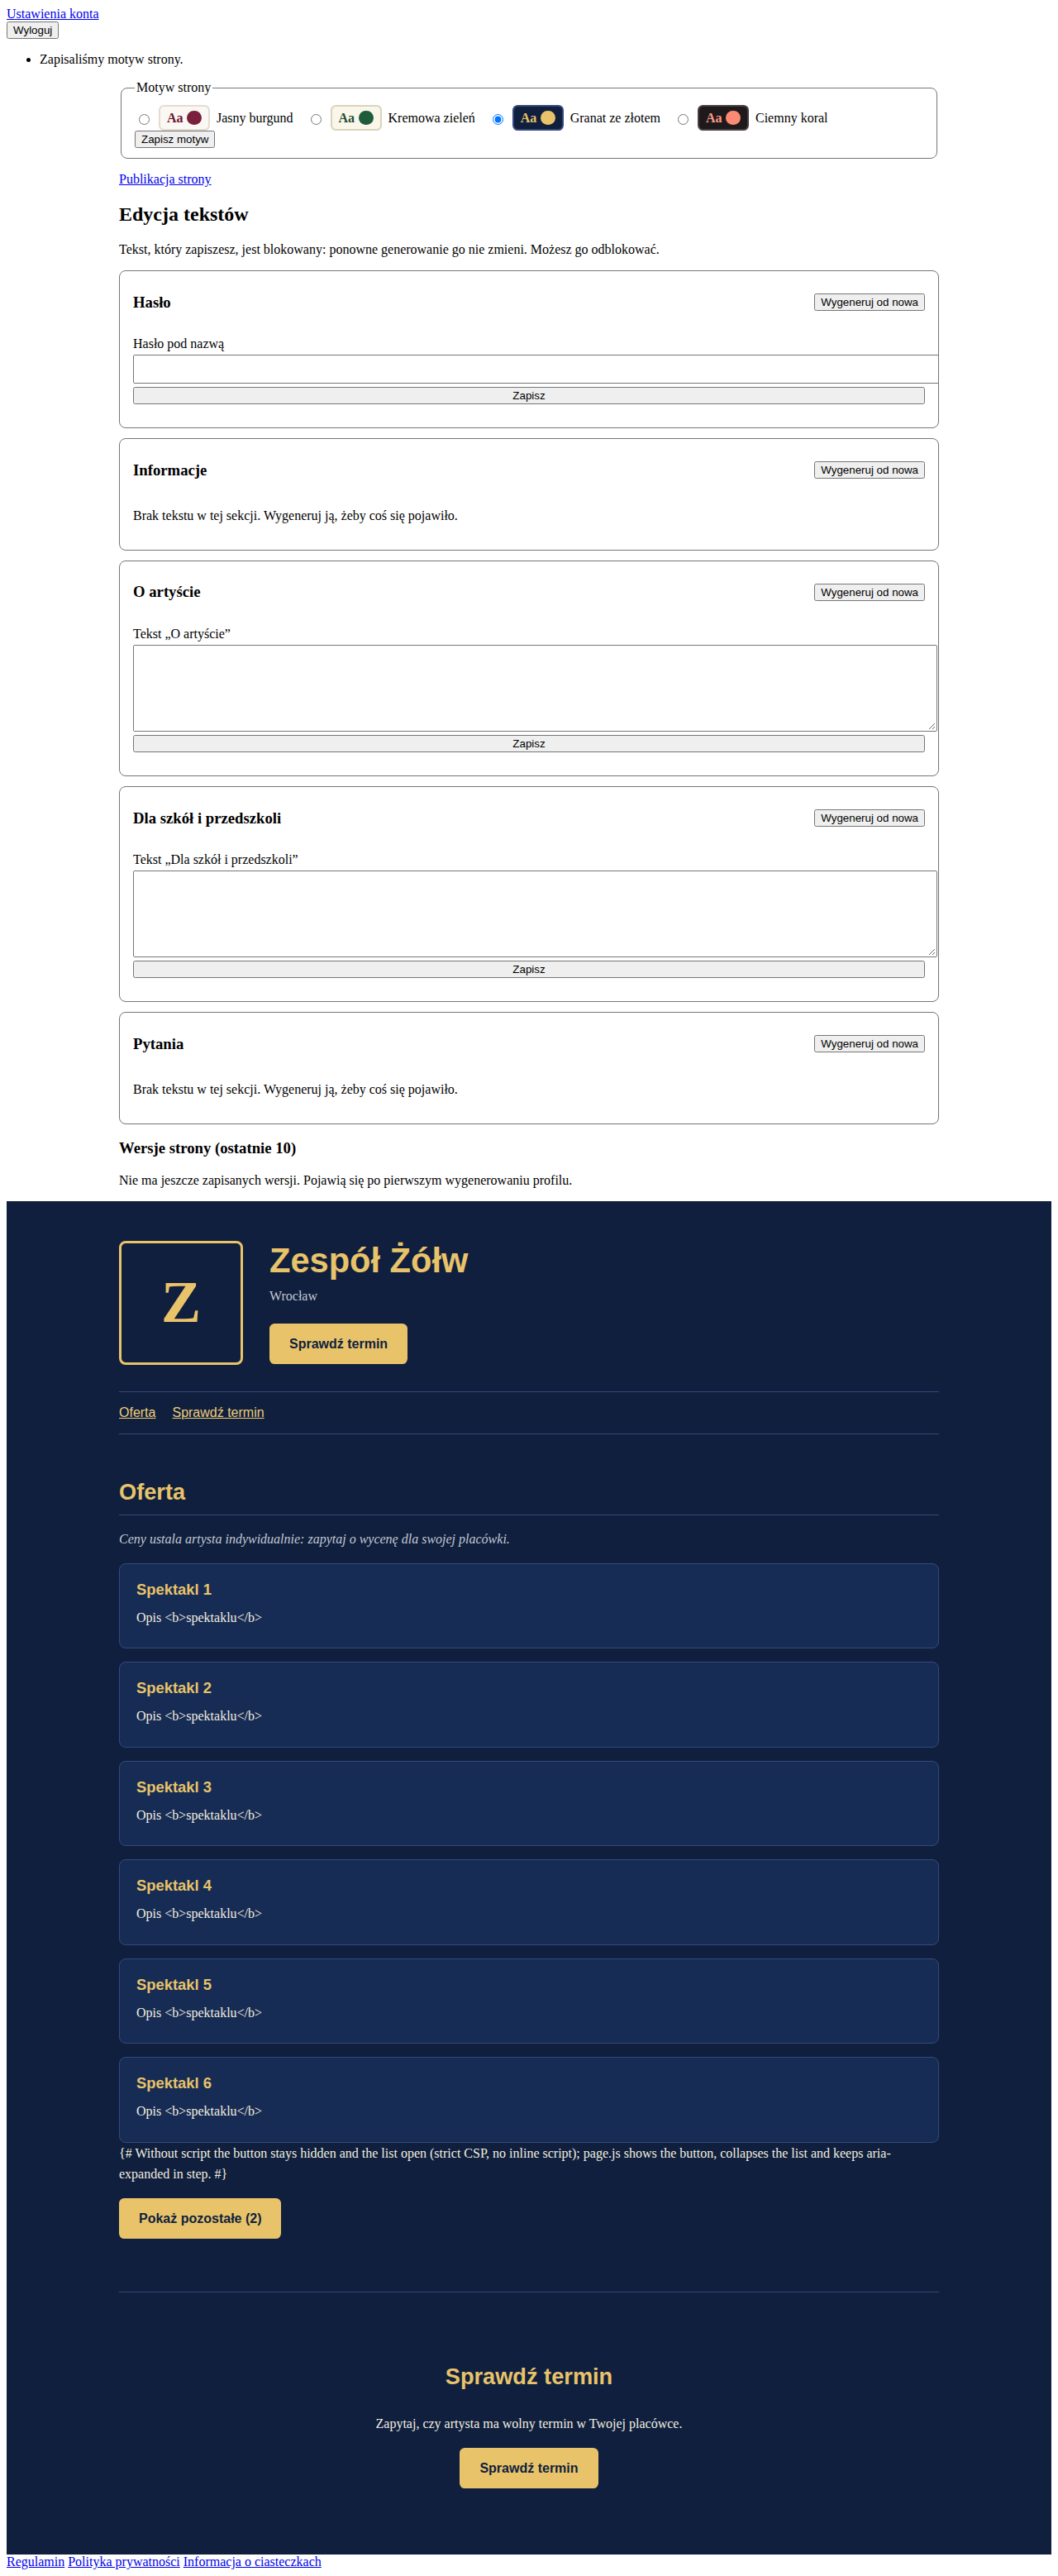 Ustawienia konta
Wyloguj
Zapisaliśmy motyw strony.
Motyw strony
Aa Jasny burgund Aa Kremowa zieleń Aa Granat ze złotem Aa Ciemny koral
Zapisz motyw
Publikacja strony
Edycja tekstów
Tekst, który zapiszesz, jest blokowany: ponowne generowanie go nie zmieni. Możesz go odblokować.
Hasło Wygeneruj od nowa
Hasło pod nazwą
Zapisz
Informacje Wygeneruj od nowa
Brak tekstu w tej sekcji. Wygeneruj ją, żeby coś się pojawiło.
O artyście Wygeneruj od nowa
Tekst „O artyście”
Zapisz
Dla szkół i przedszkoli Wygeneruj od nowa
Tekst „Dla szkół i przedszkoli”
Zapisz
Pytania Wygeneruj od nowa
Brak tekstu w tej sekcji. Wygeneruj ją, żeby coś się pojawiło.
Wersje strony (ostatnie 10)
Nie ma jeszcze zapisanych wersji. Pojawią się po pierwszym wygenerowaniu profilu.
Z
Zespół Żółw
Wrocław
Sprawdź termin
Oferta Sprawdź termin
Oferta
Ceny ustala artysta indywidualnie: zapytaj o wycenę dla swojej placówki.
Spektakl 1
Opis <b>spektaklu</b>
Spektakl 2
Opis <b>spektaklu</b>
Spektakl 3
Opis <b>spektaklu</b>
Spektakl 4
Opis <b>spektaklu</b>
Spektakl 5
Opis <b>spektaklu</b>
Spektakl 6
Opis <b>spektaklu</b>
{# Without script the button stays hidden and the list open (strict CSP, no inline script); page.js shows the button, collapses the list and keeps aria-
expanded in step. #}
Pokaż pozostałe (2)
Sprawdź termin
Zapytaj, czy artysta ma wolny termin w Twojej placówce.
Sprawdź termin
Regulamin Polityka prywatności Informacja o ciasteczkach